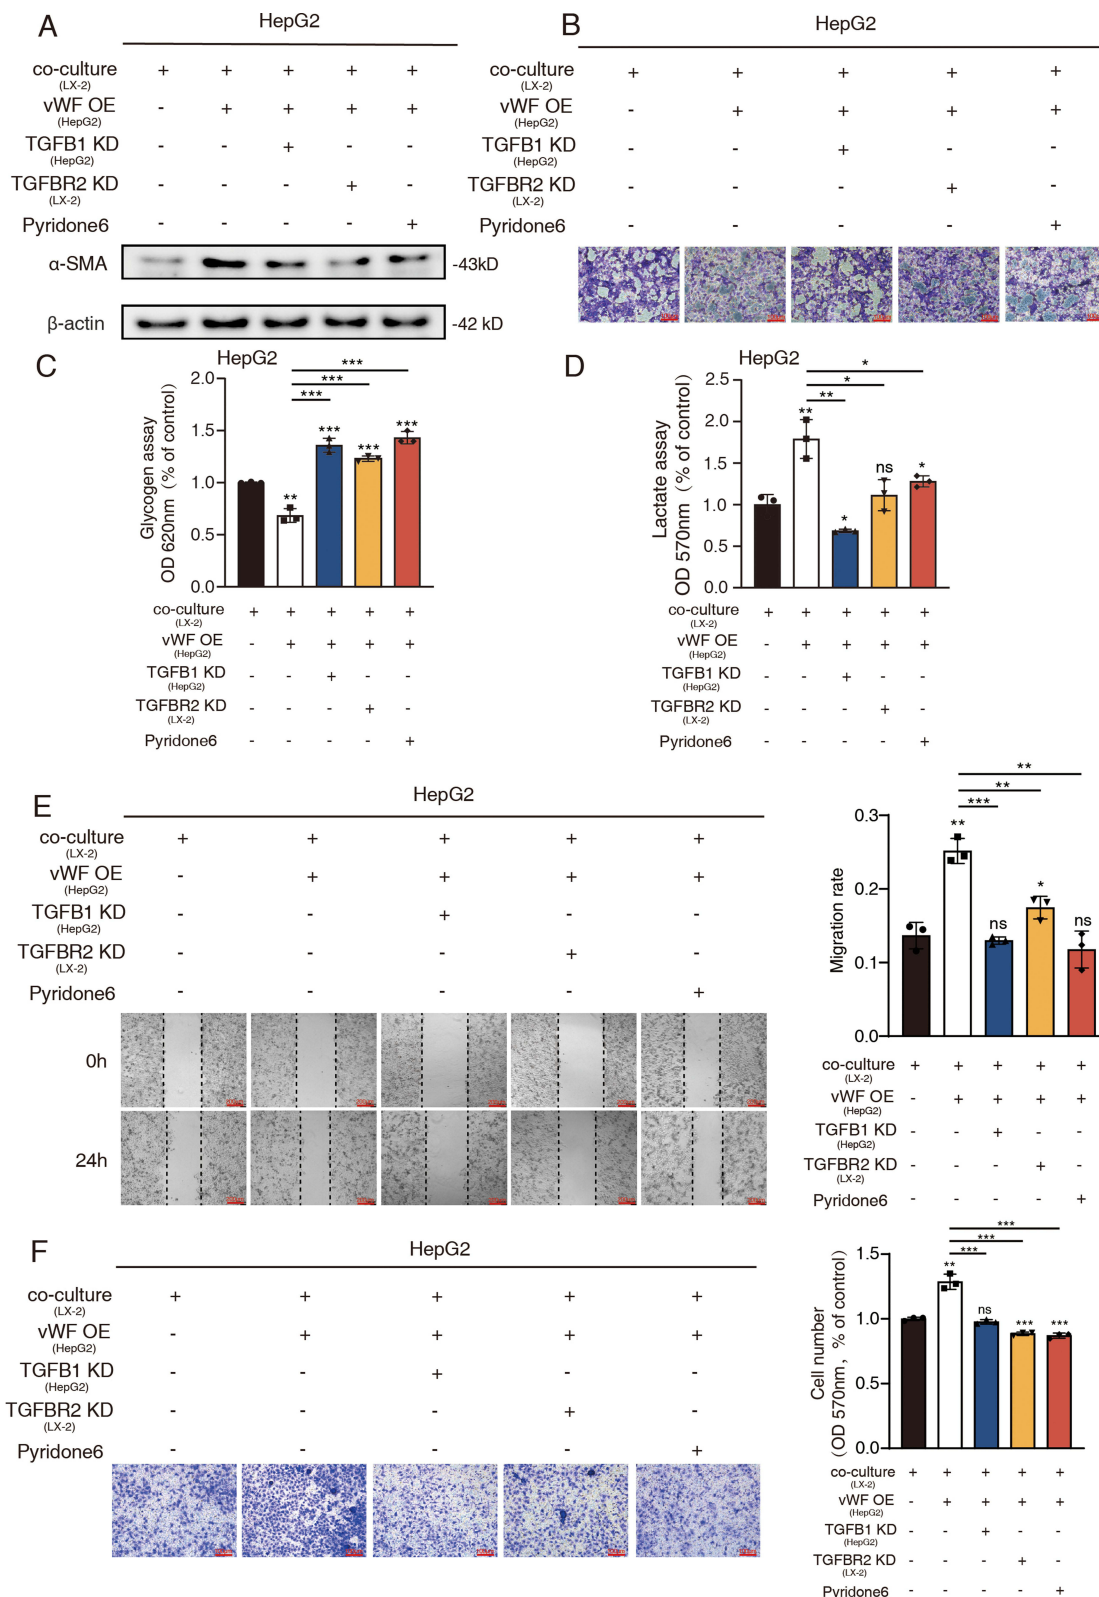 A
HepG2
co-culture + + + + +
(LX-2)
vWF OE - + + + +
(HepG2)
TGFB1 KD - - + - -
(HepG2)
TGFBR2 KD - - - + -
(LX-2)
Pyridone6 - - - - +
α-SMA -43kD
β-actin -42 kD
B
HepG2
co-culture + + + + +
(LX-2)
vWF OE - + + + +
(HepG2)
TGFB1 KD - - + - -
(HepG2)
TGFBR2 KD - - - + -
(LX-2)
Pyridone6 - - - - +
C
HepG2
Glycogen assay
OD 620nm (% of control)
2.0
1.5
1.0
0.5
0.0
***
***
***
** *** *** ***
co-culture + + + + +
(LX-2)
vWF OE - + + + +
(HepG2)
TGFB1 KD - - + - -
(HepG2)
TGFBR2 KD - - - + -
(LX-2)
Pyridone6 - - - - +
D
HepG2
Lactate assay
OD 570nm (% of control)
2.5
2.0
1.5
1.0
0.5
0.0
*
*
**
** * ns *
co-culture + + + + +
(LX-2)
vWF OE - + + + +
(HepG2)
TGFB1 KD - - + - -
(HepG2)
TGFBR2 KD - - - + -
(LX-2)
Pyridone6 - - - - +
E
HepG2
co-culture + + + + +
(LX-2)
vWF OE - + + + +
(HepG2)
TGFB1 KD - - + - -
(HepG2)
TGFBR2 KD - - - + -
(LX-2)
Pyridone6 - - - - +
0h
24h
Migration rate
0.3
0.2
0.1
0.0
**
**
***
** ns * ns
co-culture + + + + +
(LX-2)
vWF OE - + + + +
(HepG2)
TGFB1 KD - - + - -
(HepG2)
TGFBR2 KD - - - + -
(LX-2)
Pyridone6 - - - - +
F
HepG2
co-culture + + + + +
(LX-2)
vWF OE - + + + +
(HepG2)
TGFB1 KD - - + - -
(HepG2)
TGFBR2 KD - - - + -
(LX-2)
Pyridone6 - - - - +
Cell number
(OD 570nm, % of control)
1.5
1.0
0.5
0.0
***
***
***
** ns *** ***
co-culture + + + + +
(LX-2)
vWF OE - + + + +
(HepG2)
TGFB1 KD - - + - -
(HepG2)
TGFBR2 KD - - - + -
(LX-2)
Pyridone6 - - - - +